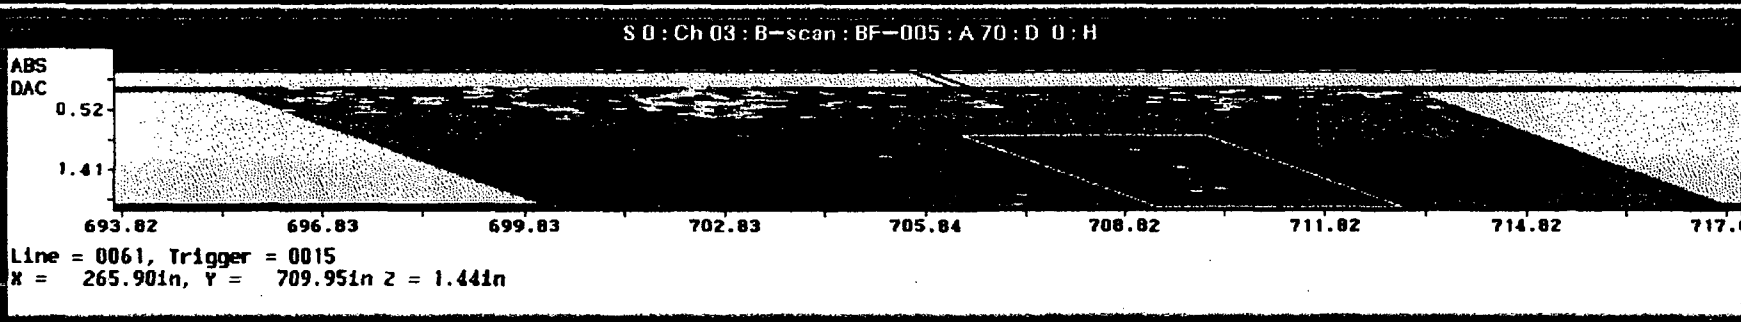 S 0 : Ch 03 : B-scan : BF-005 : A 70 : D 0 : H
ABS
DAC
0.52
1.41
693.82 696.83 699.83 702.83 705.84 708.82 711.82 714.82 717.
Line = 0061, Trigger = 0015
X = 265.90in, Y = 709.95in Z = 1.44in